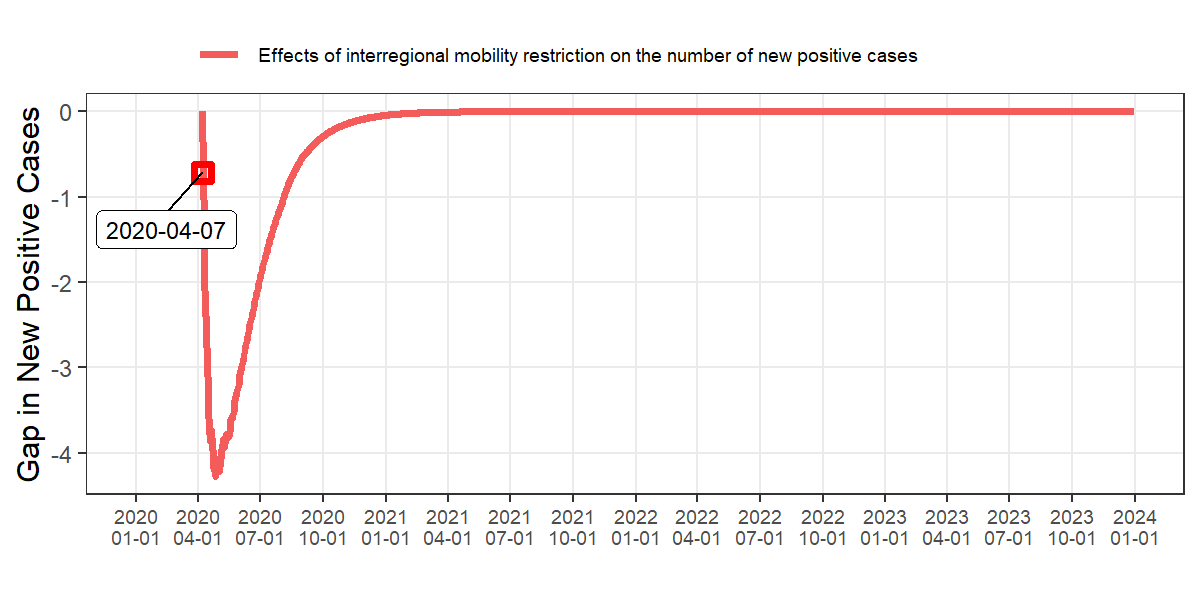 Effects of interregional mobility restriction on the number of new positive cases
Gap in New Positive Cases
0
-1
-2
-3
-4
2020-04-07
2020 2020 2020 2020 2021 2021 2021 2021 2022 2022 2022 2022 2023 2023 2023 2023 2024
01-01 04-01 07-01 10-01 01-01 04-01 07-01 10-01 01-01 04-01 07-01 10-01 01-01 04-01 07-01 10-01 01-01